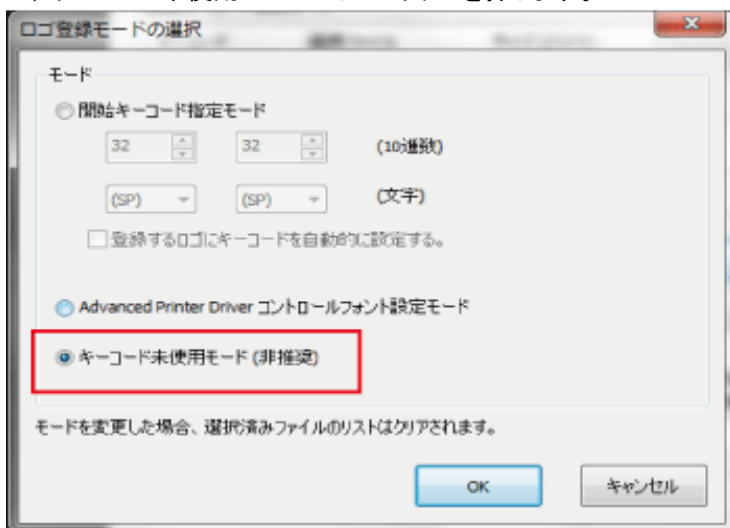 ロゴ登録モードの選択
モード
開始キーコード指定モード
32 32 (10進数)
(SP) (SP) (文字)
登録するロゴにキーコードを自動的に設定する。
Advanced Printer Driver コントロールフォント設定モード
キーコード未使用モード (非推奨)
モードを変更した場合、選択済みファイルのリストはクリアされます。
OK キャンセル